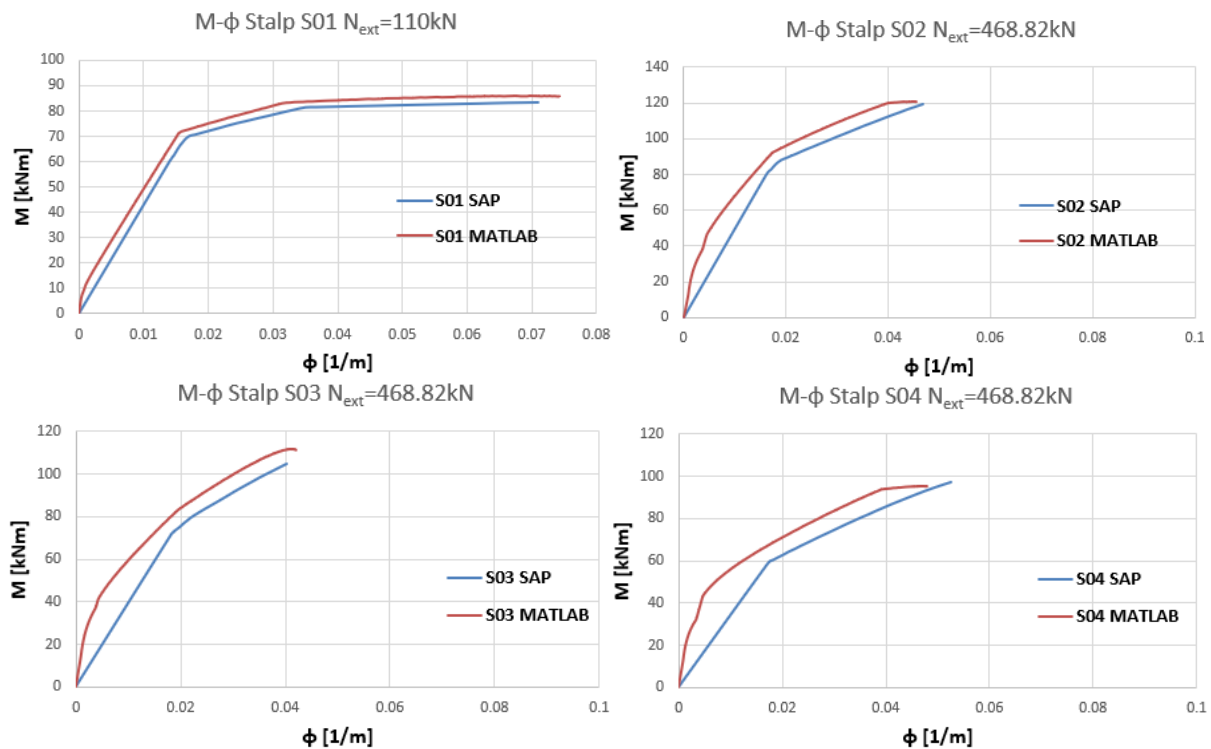 M-ϕ Stalp S01 Next=110kN
100
90
80
70
60
50
40
30
20
10
0
M [kNm]
S01 SAP
S01 MATLAB
0 0.01 0.02 0.03 0.04 0.05 0.06 0.07 0.08
ϕ [1/m]
M-ϕ Stalp S02 Next=468.82kN
140
120
100
80
60
40
20
0
M [kNm]
S02 SAP
S02 MATLAB
0 0.02 0.04 0.06 0.08 0.1
ϕ [1/m]
M-ϕ Stalp S03 Next=468.82kN
120
100
80
60
40
20
0
M [kNm]
S03 SAP
S03 MATLAB
0 0.02 0.04 0.06 0.08 0.1
ϕ [1/m]
M-ϕ Stalp S04 Next=468.82kN
120
100
80
60
40
20
0
M [kNm]
S04 SAP
S04 MATLAB
0 0.02 0.04 0.06 0.08 0.1
ϕ [1/m]